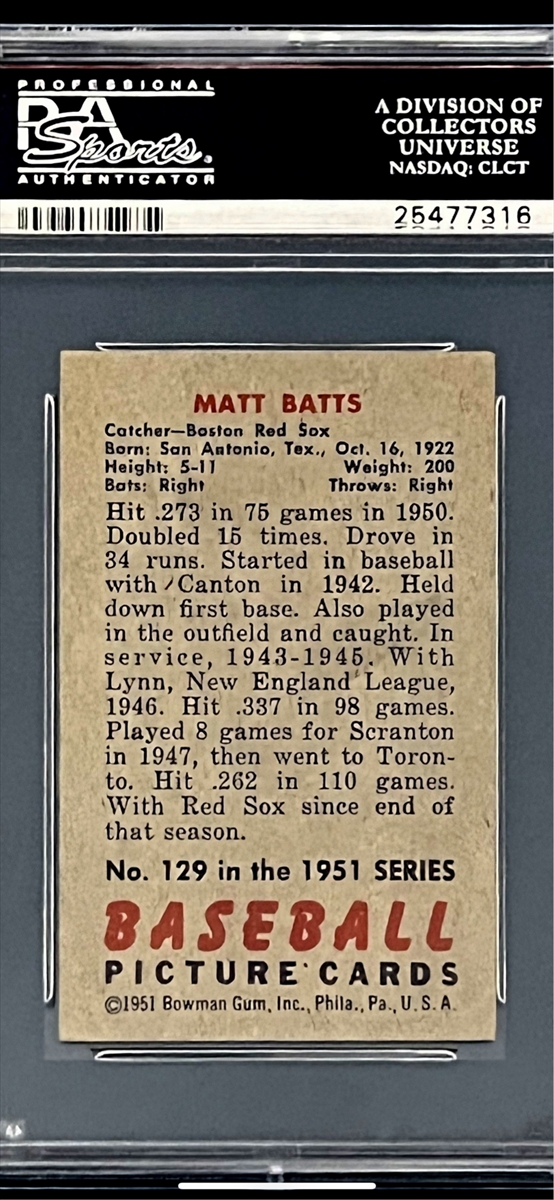 PROFESSIONAL
PSA
Sports
AUTHENTICATOR
A DIVISION OF
COLLECTORS
UNIVERSE
NASDAQ: CLCT
25477316
MATT BATTS
Catcher—Boston Red Sox
Born: San Antonio, Tex., Oct. 16, 1922
Height: 5-11 Weight: 200
Bats: Right Throws: Right
Hit .273 in 75 games in 1950.
Doubled 15 times. Drove in
34 runs. Started in baseball
with Canton in 1942. Held
down first base. Also played
in the outfield and caught. In
service, 1943-1945. With
Lynn, New England League,
1946. Hit .337 in 98 games.
Played 8 games for Scranton
in 1947, then went to Toron-
to. Hit .262 in 110 games.
With Red Sox since end of
that season.
No. 129 in the 1951 SERIES
BASEBALL
PICTURE CARDS
©1951 Bowman Gum, Inc., Phila., Pa., U. S. A.